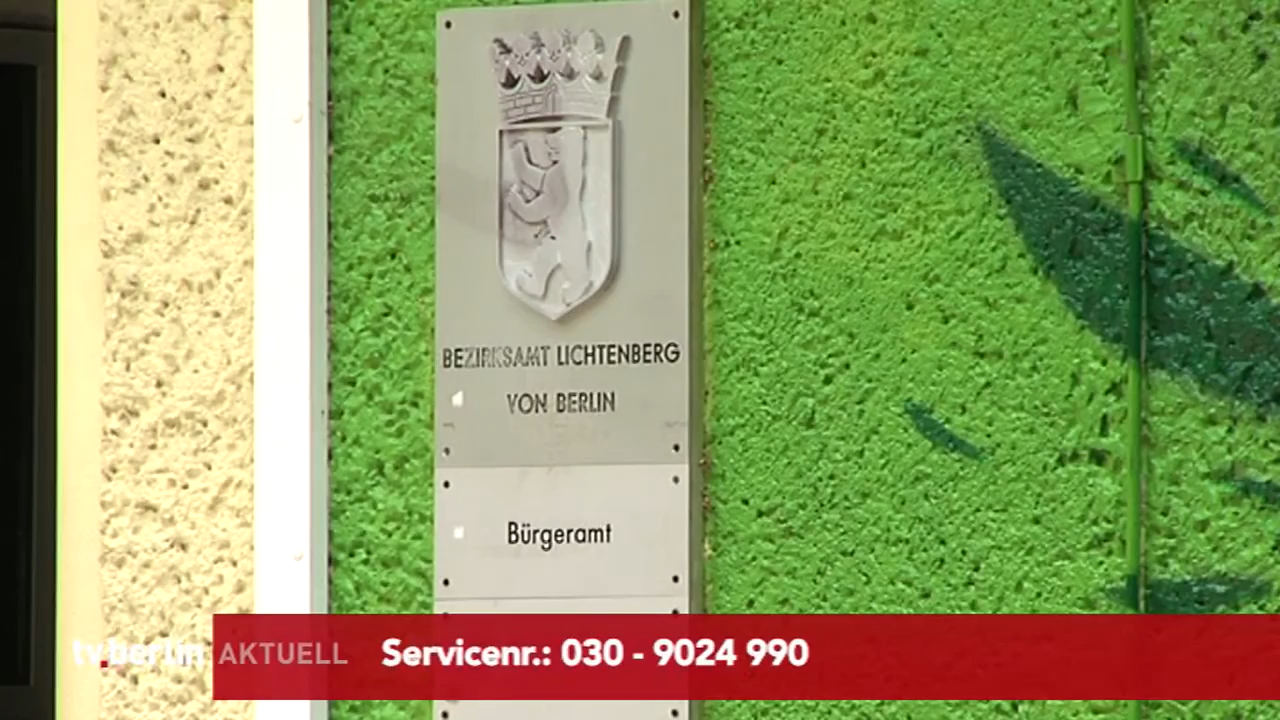 BEZIRKSAMT LICHTENBERG
VON BERLIN
Bürgeramt
tv.berlin AKTUELL Servicenr.: 030 - 9024 990